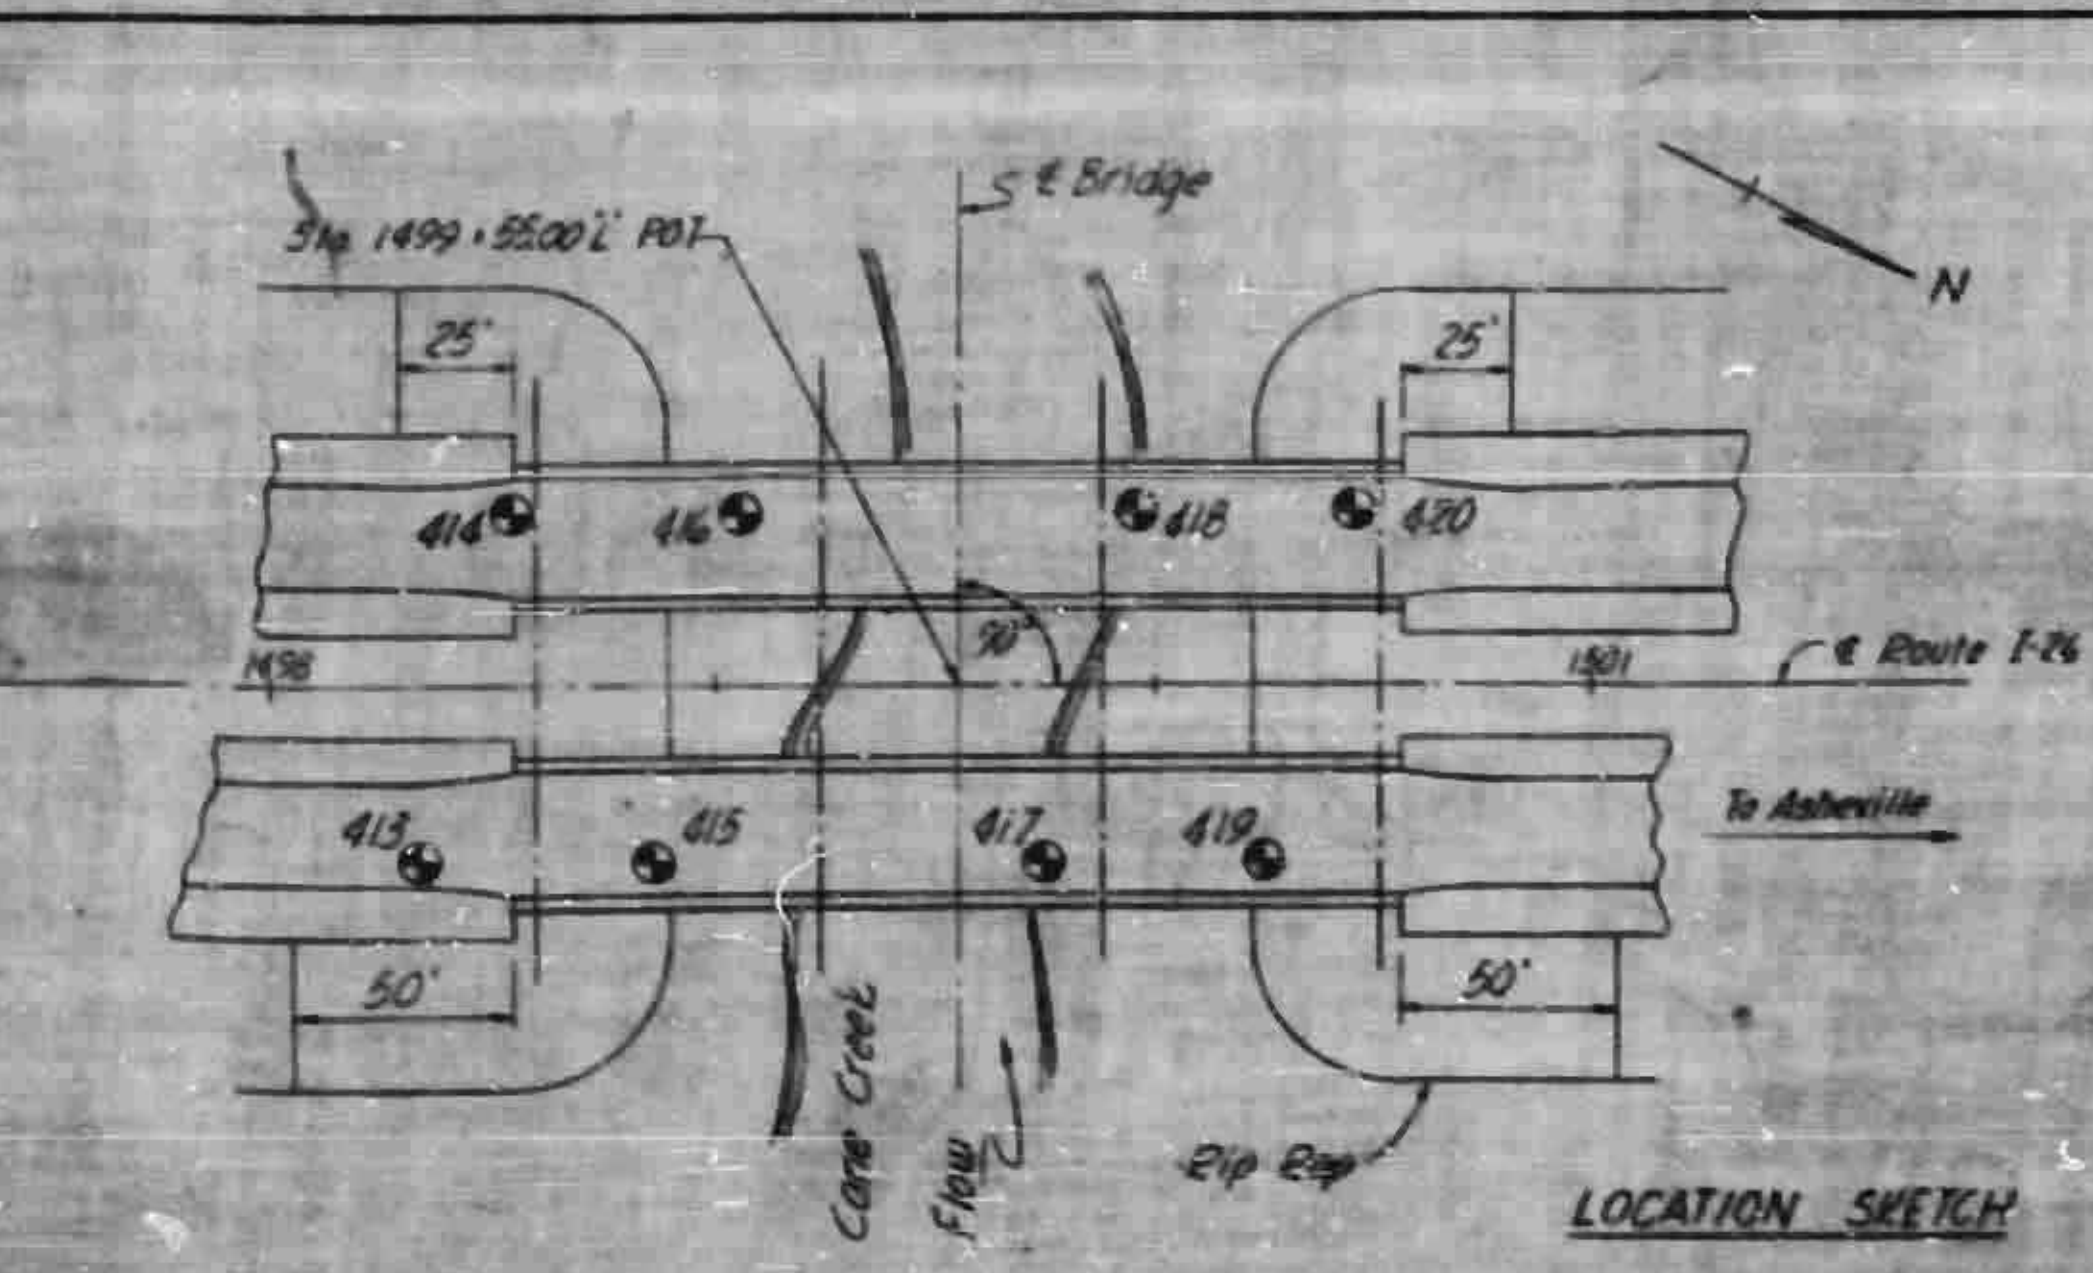 ℄ Bridge
Sta 1499+55.00 "L" POT
N
25'
25'
414
416
418
420
90°
1498
1501
℄ Route I-26
To Asheville
413
415
417
419
50'
50'
Cane Creek
Flow
Rip Rap
LOCATION SKETCH